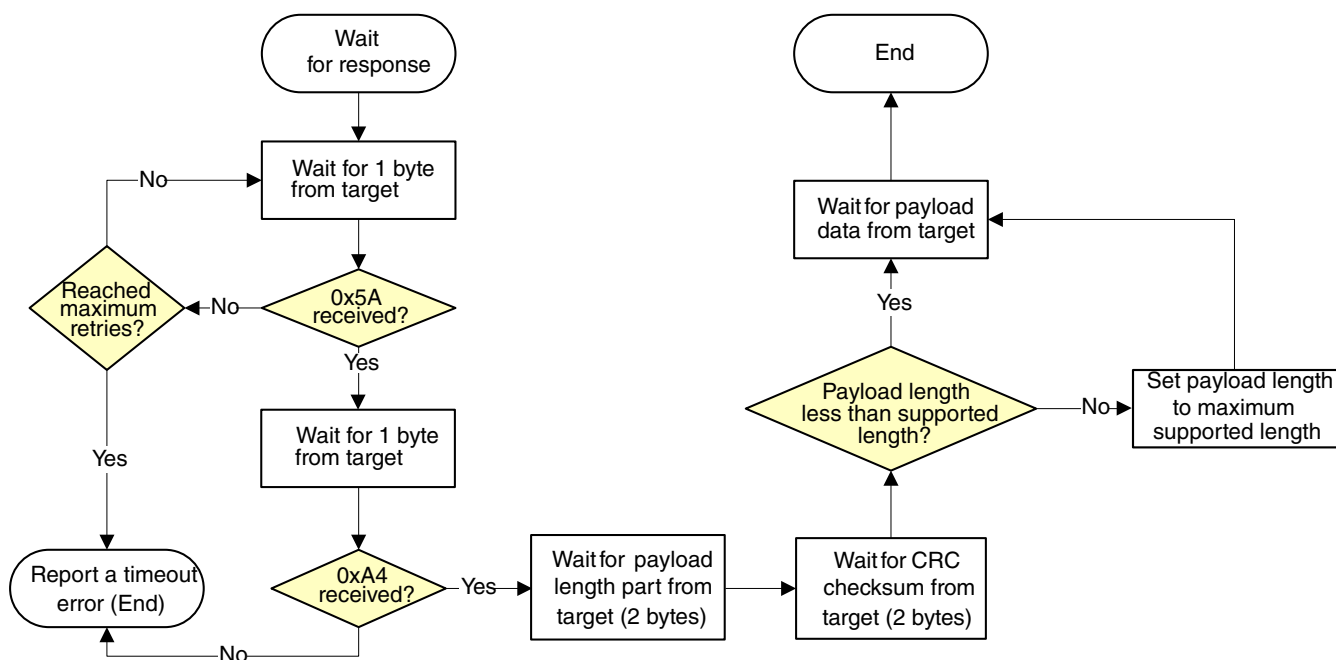 Wait
for response
Wait for 1 byte
from target
No
Reached
maximum
retries?
No
0x5A
received?
Yes
Wait for 1 byte
from target
Yes
Report a timeout
error (End)
0xA4
received?
No
Yes
Wait for payload
length part from
target (2 bytes)
Wait for CRC
checksum from
target (2 bytes)
Payload length
less than supported
length?
No
Set payload length
to maximum
supported length
Yes
Wait for payload
data from target
End